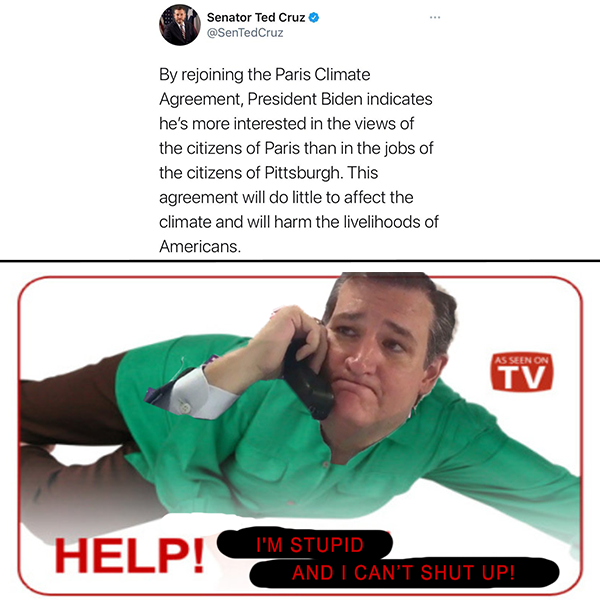 Senator Ted Cruz
@SenTedCruz
By rejoining the Paris Climate
Agreement, President Biden indicates
he's more interested in the views of
the citizens of Paris than in the jobs of
the citizens of Pittsburgh. This
agreement will do little to affect the
climate and will harm the livelihoods of
Americans.
AS SEEN ON
TV
HELP! I'M STUPID
AND I CAN'T SHUT UP!